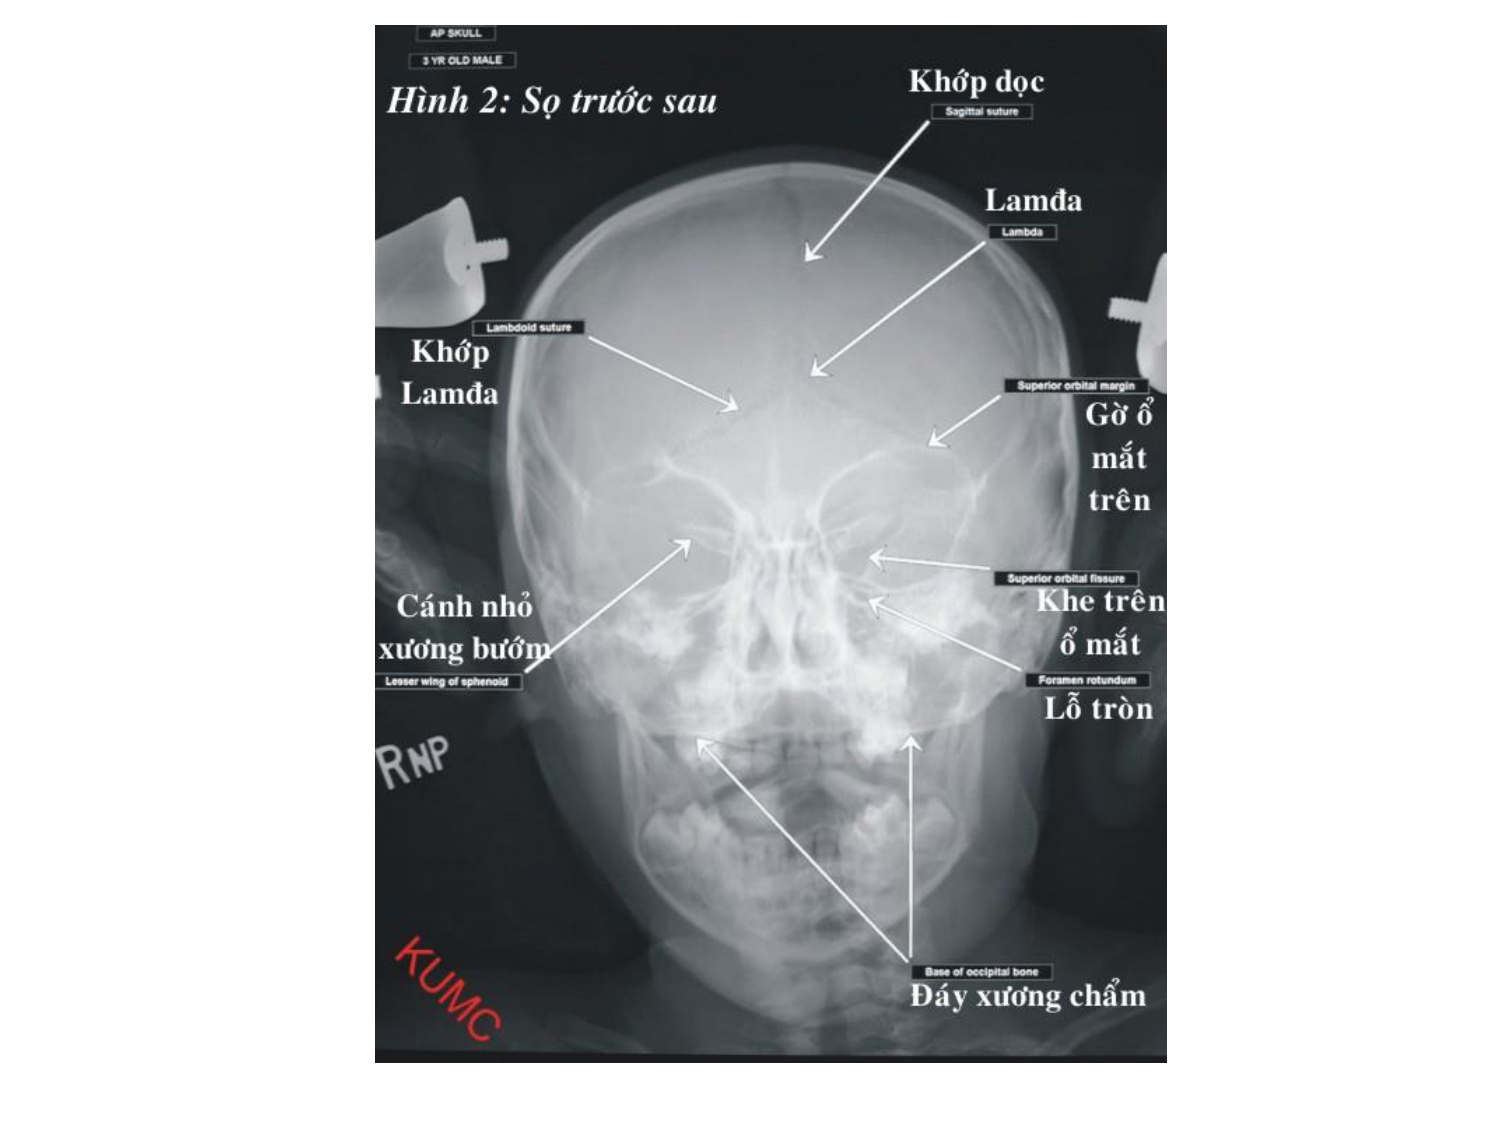 AP SKULL
3 YR OLD MALE
Hình 2: Sọ trước sau
Khớp dọc
Sagittal suture
Lamđa
Lambda
Lambdoid suture
Khớp
Lamđa
Superior orbital margin
Gờ ổ
mắt
trên
Superior orbital fissure
Khe trên
ổ mắt
Cánh nhỏ
xương bướm
Lesser wing of sphenoid
Foramen rotundum
Lỗ tròn
RNP
KUMC
Base of occipital bone
Đáy xương chẩm